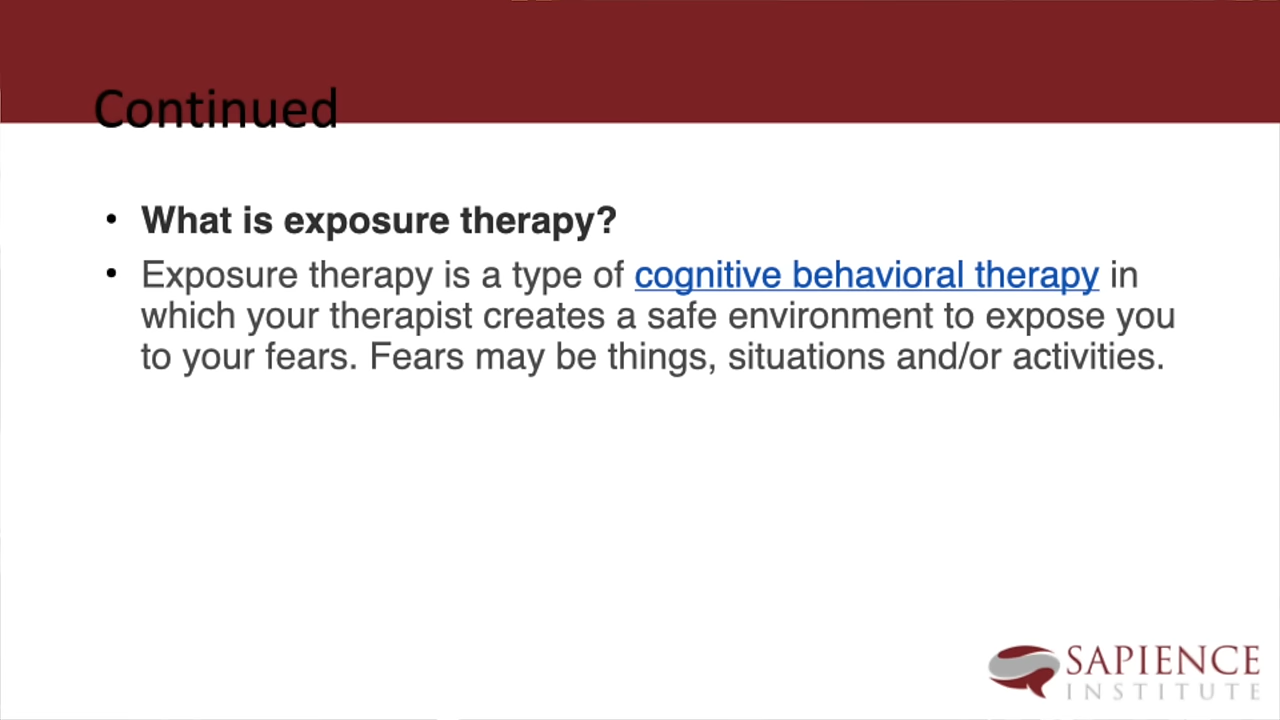 Continued
• What is exposure therapy?
• Exposure therapy is a type of cognitive behavioral therapy in
which your therapist creates a safe environment to expose you
to your fears. Fears may be things, situations and/or activities.
SAPIENCE
INSTITUTE